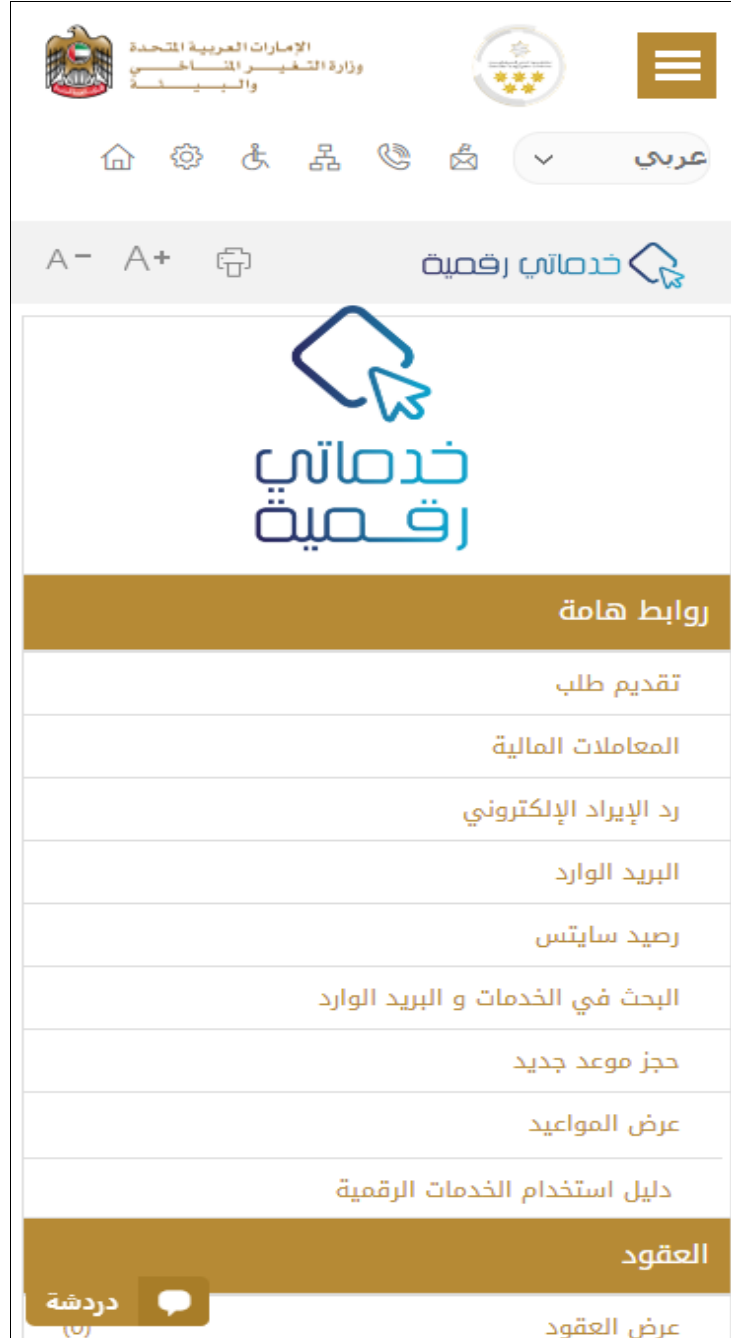 الإمارات العربية المتحدة
وزارة التغيير المناخي
والبيئة
عربي
A- A+
خدماتي رقمية
خدماتي
رقمية
روابط هامة
تقديم طلب
المعاملات المالية
رد الإيراد الإلكتروني
البريد الوارد
رصيد سايتس
البحث في الخدمات و البريد الوارد
حجز موعد جديد
عرض المواعيد
دليل استخدام الخدمات الرقمية
العقود
دردشة
عرض العقود
(0)